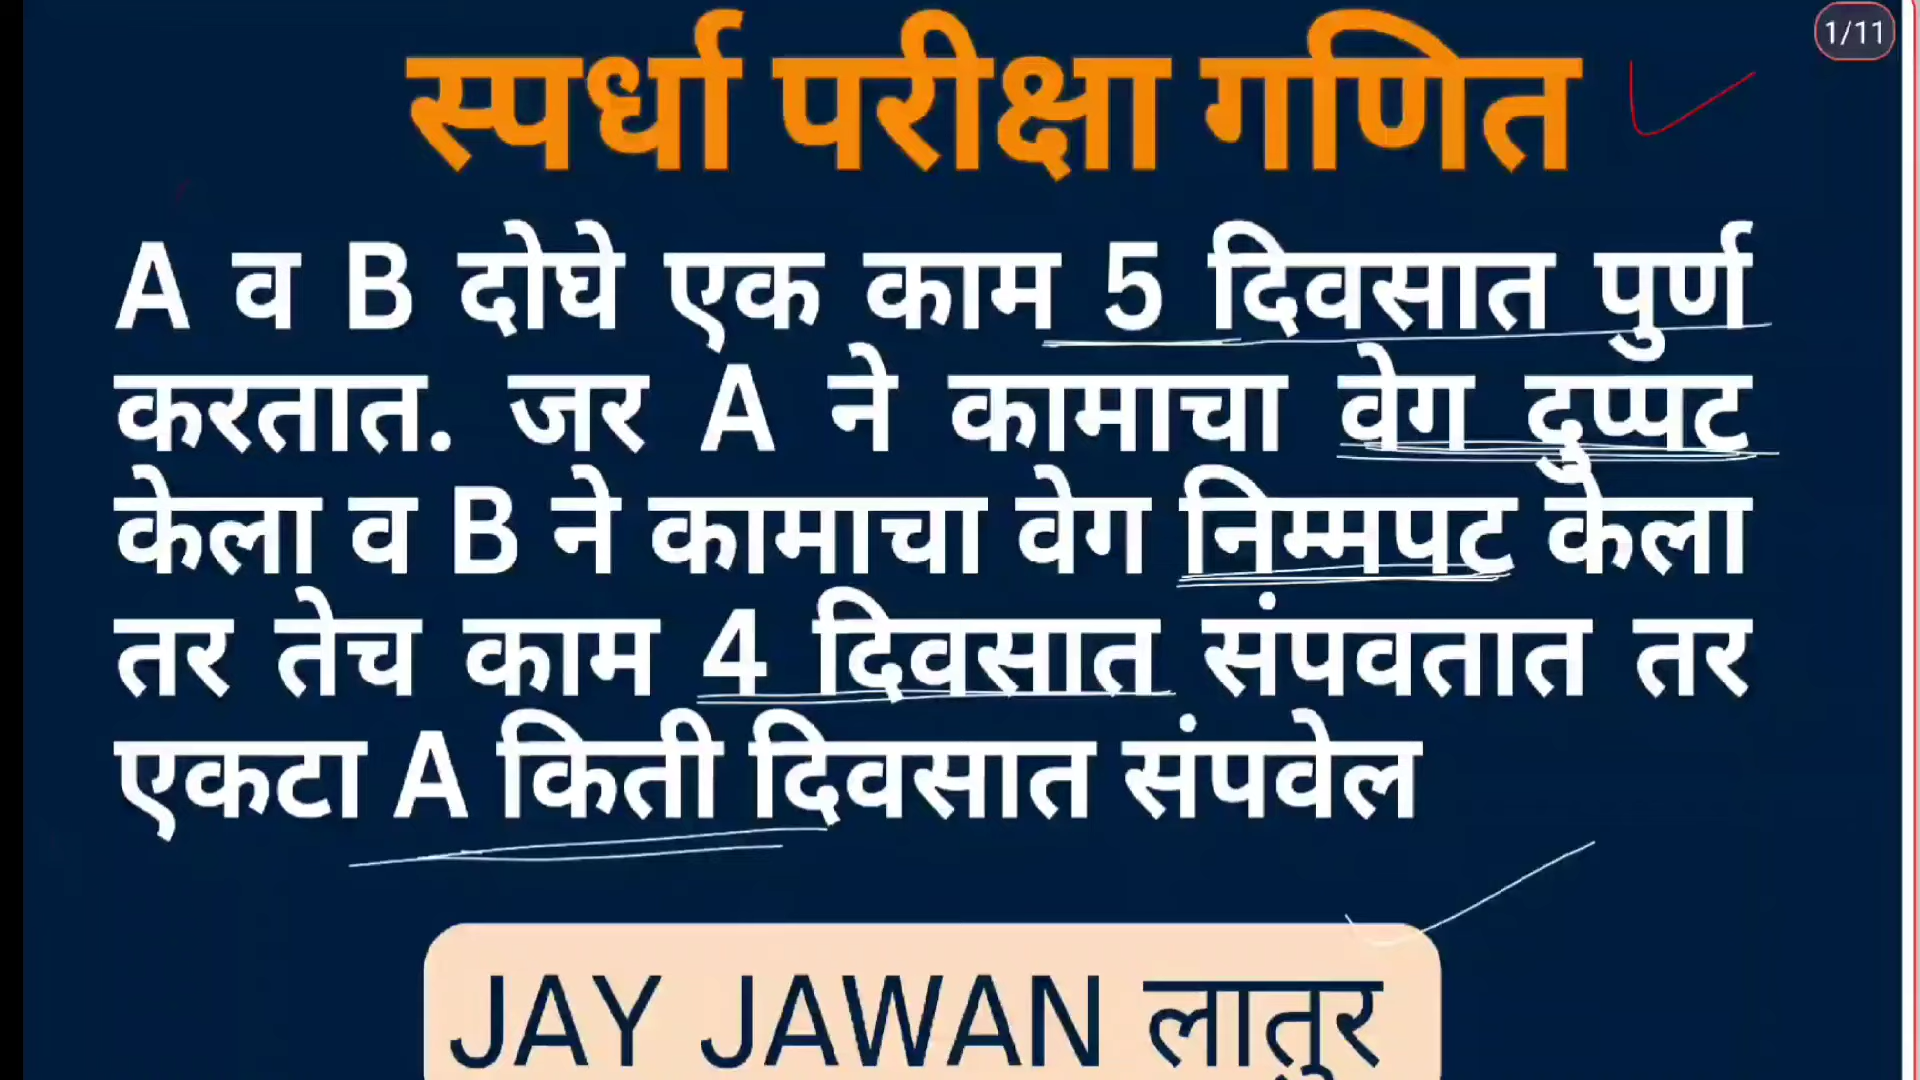 1/11
स्पर्धा परीक्षा गणित
A व B दोघे एक काम 5 दिवसात पुर्ण
करतात. जर A ने कामाचा वेग दुप्पट
केला व B ने कामाचा वेग निम्मपट केला
तर तेच काम 4 दिवसात संपवतात तर
एकटा A किती दिवसात संपवेल
JAY JAWAN लातुर